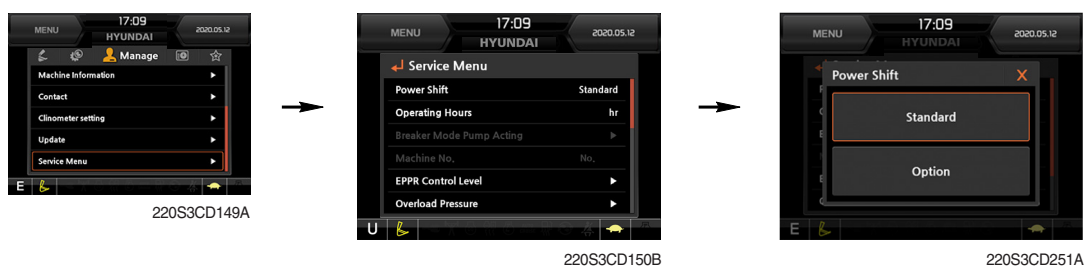 MENU
17:09
HYUNDAI
2020.05.12
Manage
Machine Information
Contact
Clinometer setting
Update
Service Menu
E
220S3CD149A
MENU
17:09
HYUNDAI
2020.05.12
Service Menu
Power Shift Standard
Operating Hours hr
Breaker Mode Pump Acting
Machine No. No.
EPPR Control Level
Overload Pressure
U
220S3CD150B
MENU
17:09
HYUNDAI
2020.05.12
Power Shift X
Standard
Option
E
220S3CD251A